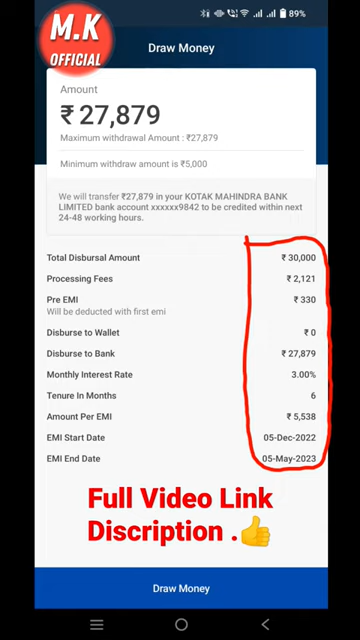 89%
M.K
OFFICIAL
Draw Money
Amount
₹ 27,879
Maximum withdrawal Amount : ₹27,879
Minimum withdraw amount is ₹5,000
We will transfer ₹27,879 in your KOTAK MAHINDRA BANK
LIMITED bank account xxxxxx9842 to be credited within next
24-48 working hours.
Total Disbursal Amount ₹ 30,000
Processing Fees ₹ 2,121
Pre EMI ₹ 330
Will be deducted with first emi
Disburse to Wallet ₹ 0
Disburse to Bank ₹ 27,879
Monthly Interest Rate 3.00%
Tenure In Months 6
Amount Per EMI ₹ 5,538
EMI Start Date 05-Dec-2022
EMI End Date 05-May-2023
Full Video Link
Discription .👍
Draw Money